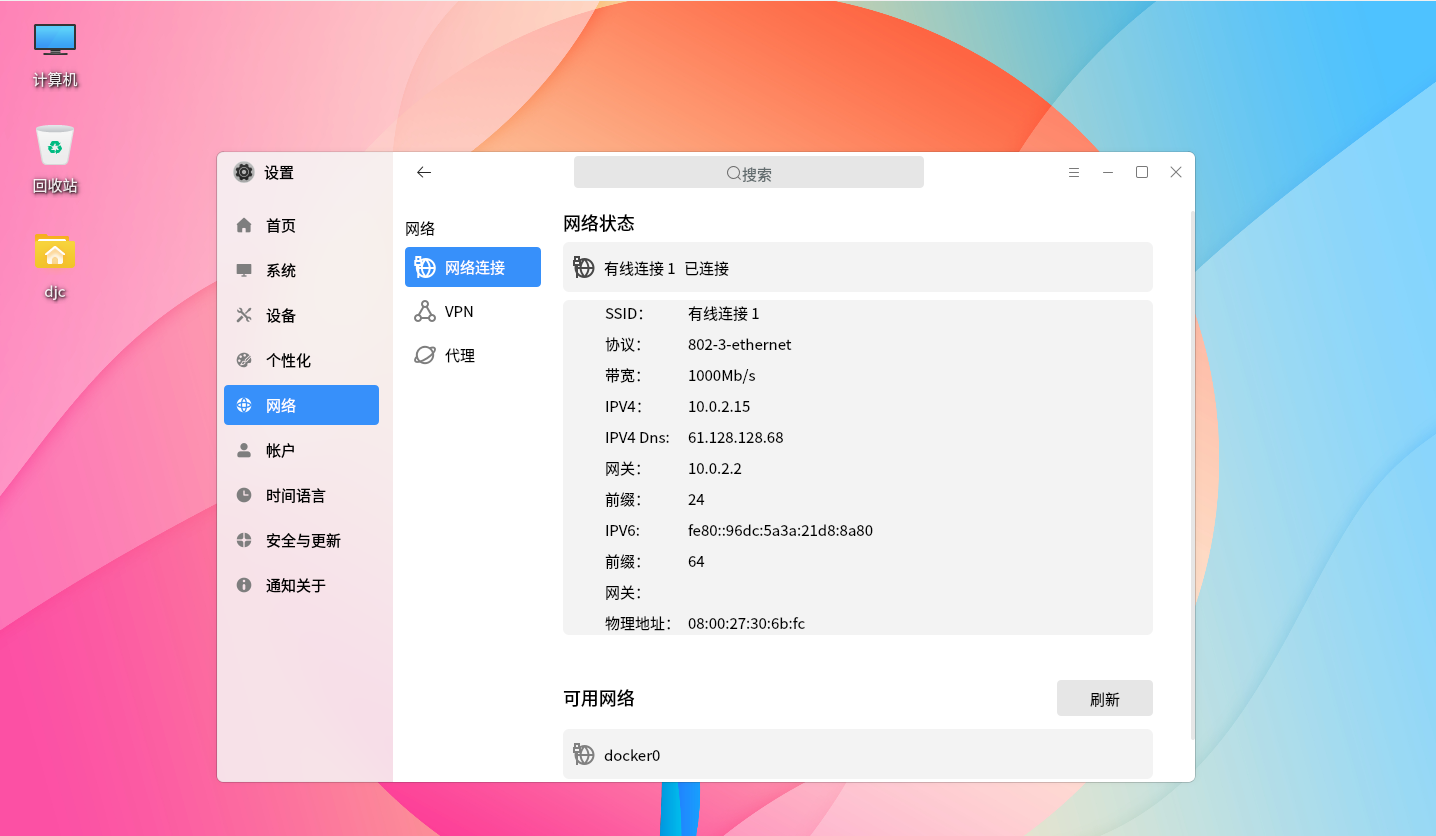 计算机
回收站
djc
设置
搜索
首页
系统
设备
个性化
网络
帐户
时间语言
安全与更新
通知关于
网络
网络连接
VPN
代理
网络状态
有线连接 1 已连接
SSID： 有线连接 1
协议： 802-3-ethernet
带宽： 1000Mb/s
IPV4： 10.0.2.15
IPV4 Dns: 61.128.128.68
网关： 10.0.2.2
前缀： 24
IPV6: fe80::96dc:5a3a:21d8:8a80
前缀： 64
网关：
物理地址： 08:00:27:30:6b:fc
可用网络
刷新
docker0